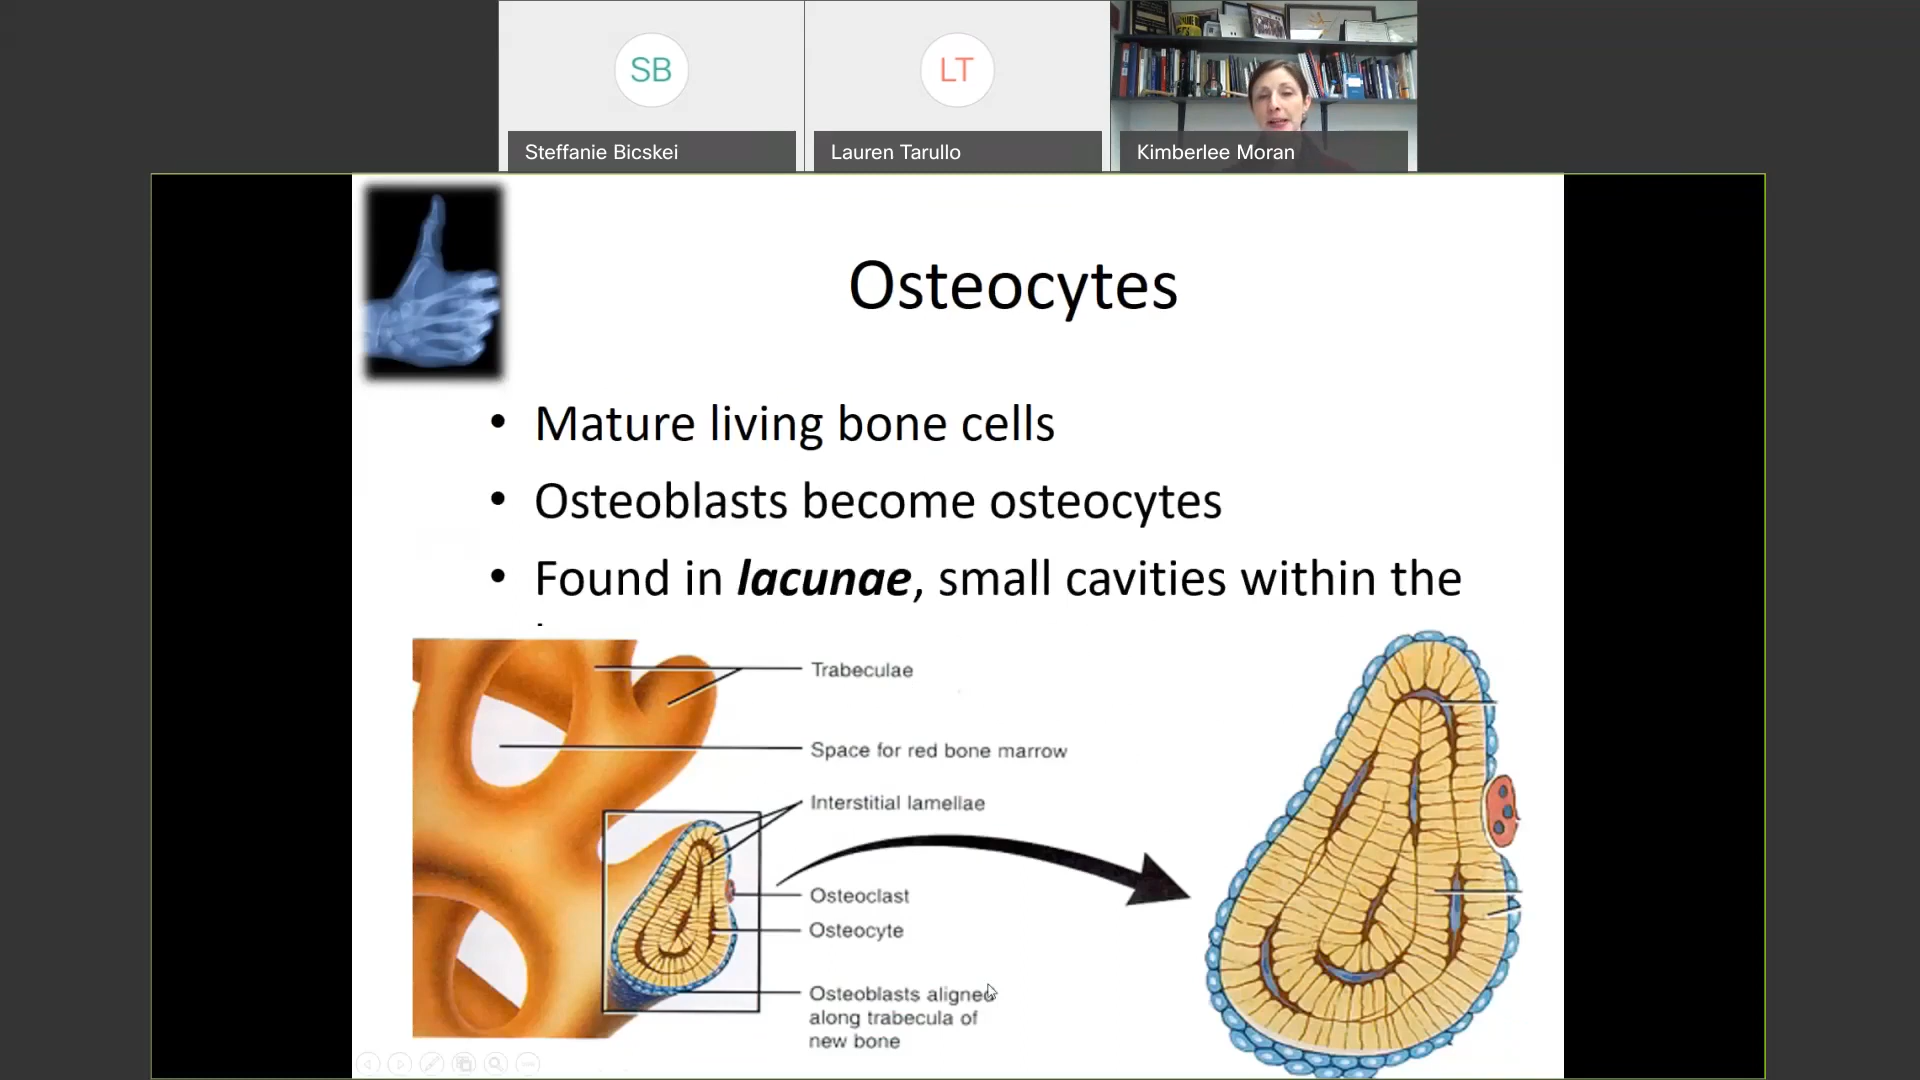 SB
LT
Steffanie Bicskei
Lauren Tarullo
Kimberlee Moran
Osteocytes
• Mature living bone cells
• Osteoblasts become osteocytes
• Found in lacunae, small cavities within the
Trabeculae
Space for red bone marrow
Interstitial lamellae
Osteoclast
Osteocyte
Osteoblasts aligned
along trabecula of
new bone